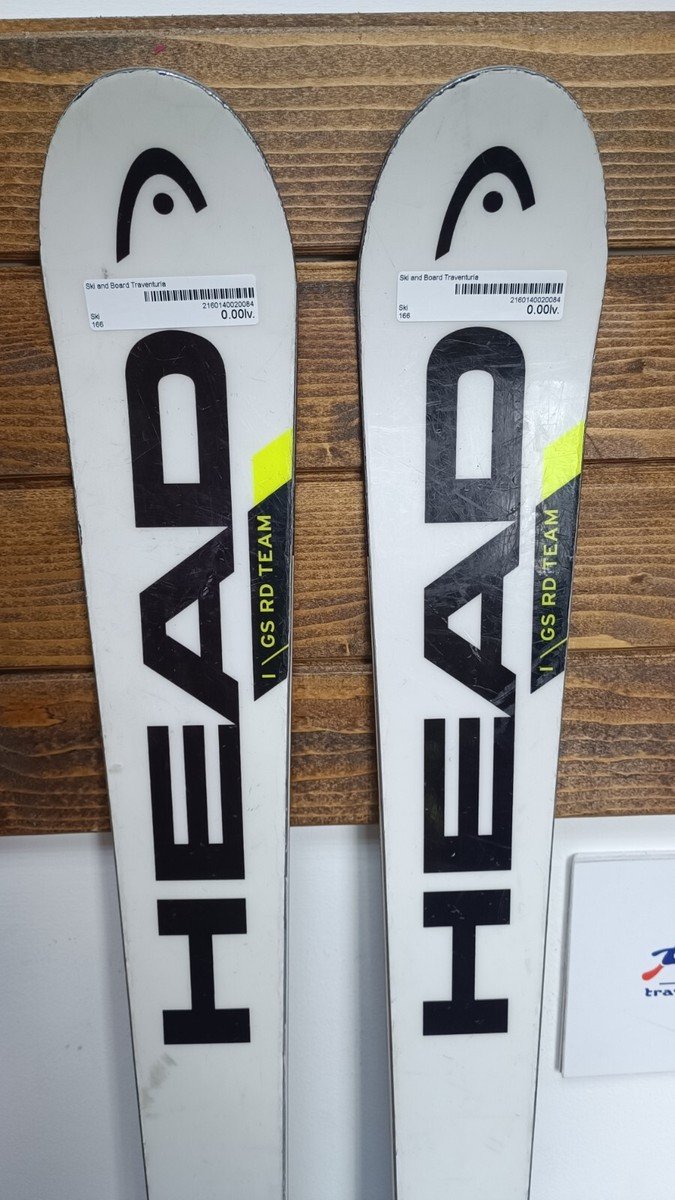 Ski and Board Traventuria
2160140020084
Ski
166
0.00lv.
HEAD
I \ GS RD TEAM
Ski and Board Traventuria
2160140020084
Ski
166
0.00lv.
HEAD
I \ GS RD TEAM